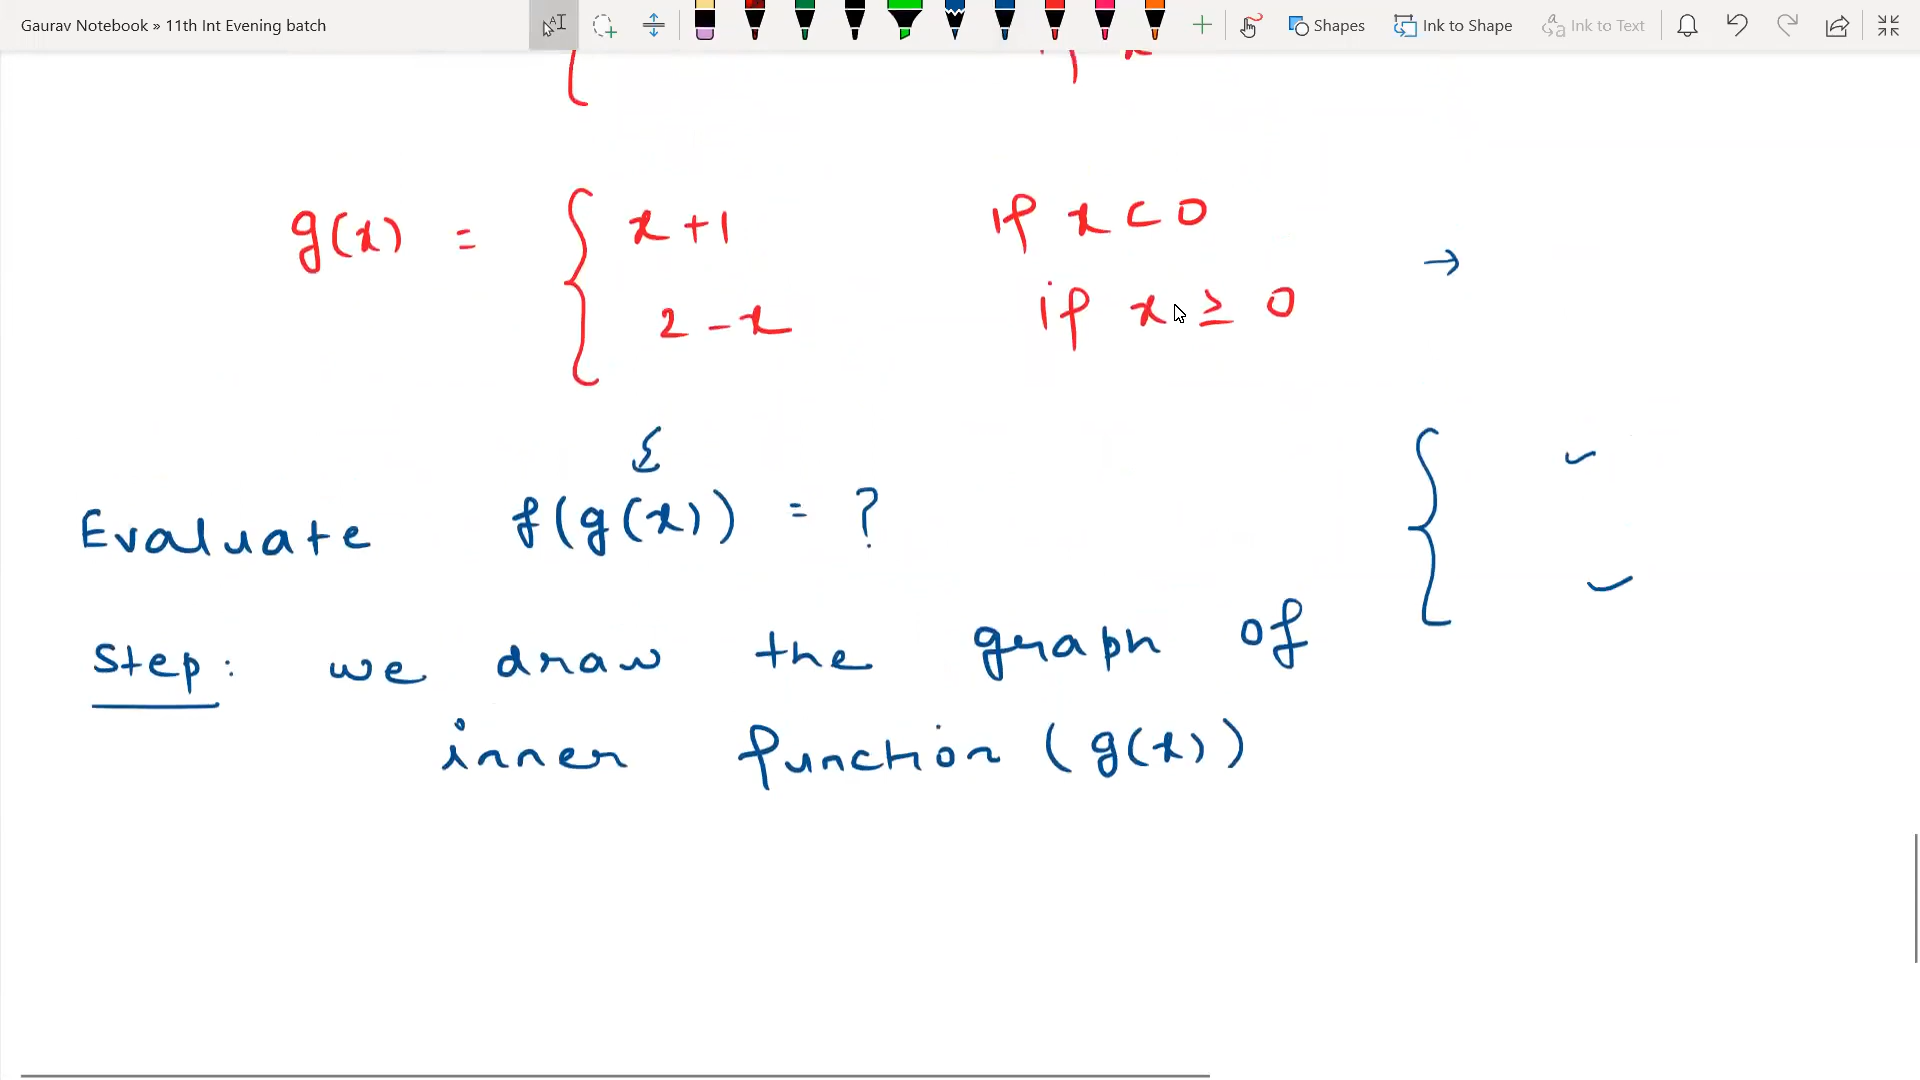 Gaurav Notebook » 11th Int Evening batch
Shapes
Ink to Shape
Ink to Text
g(x) = { x+1 if x < 0
2-x if x ≥ 0
→
Evaluate f(g(x)) = ?
Step: we draw the graph of
inner function (g(x))